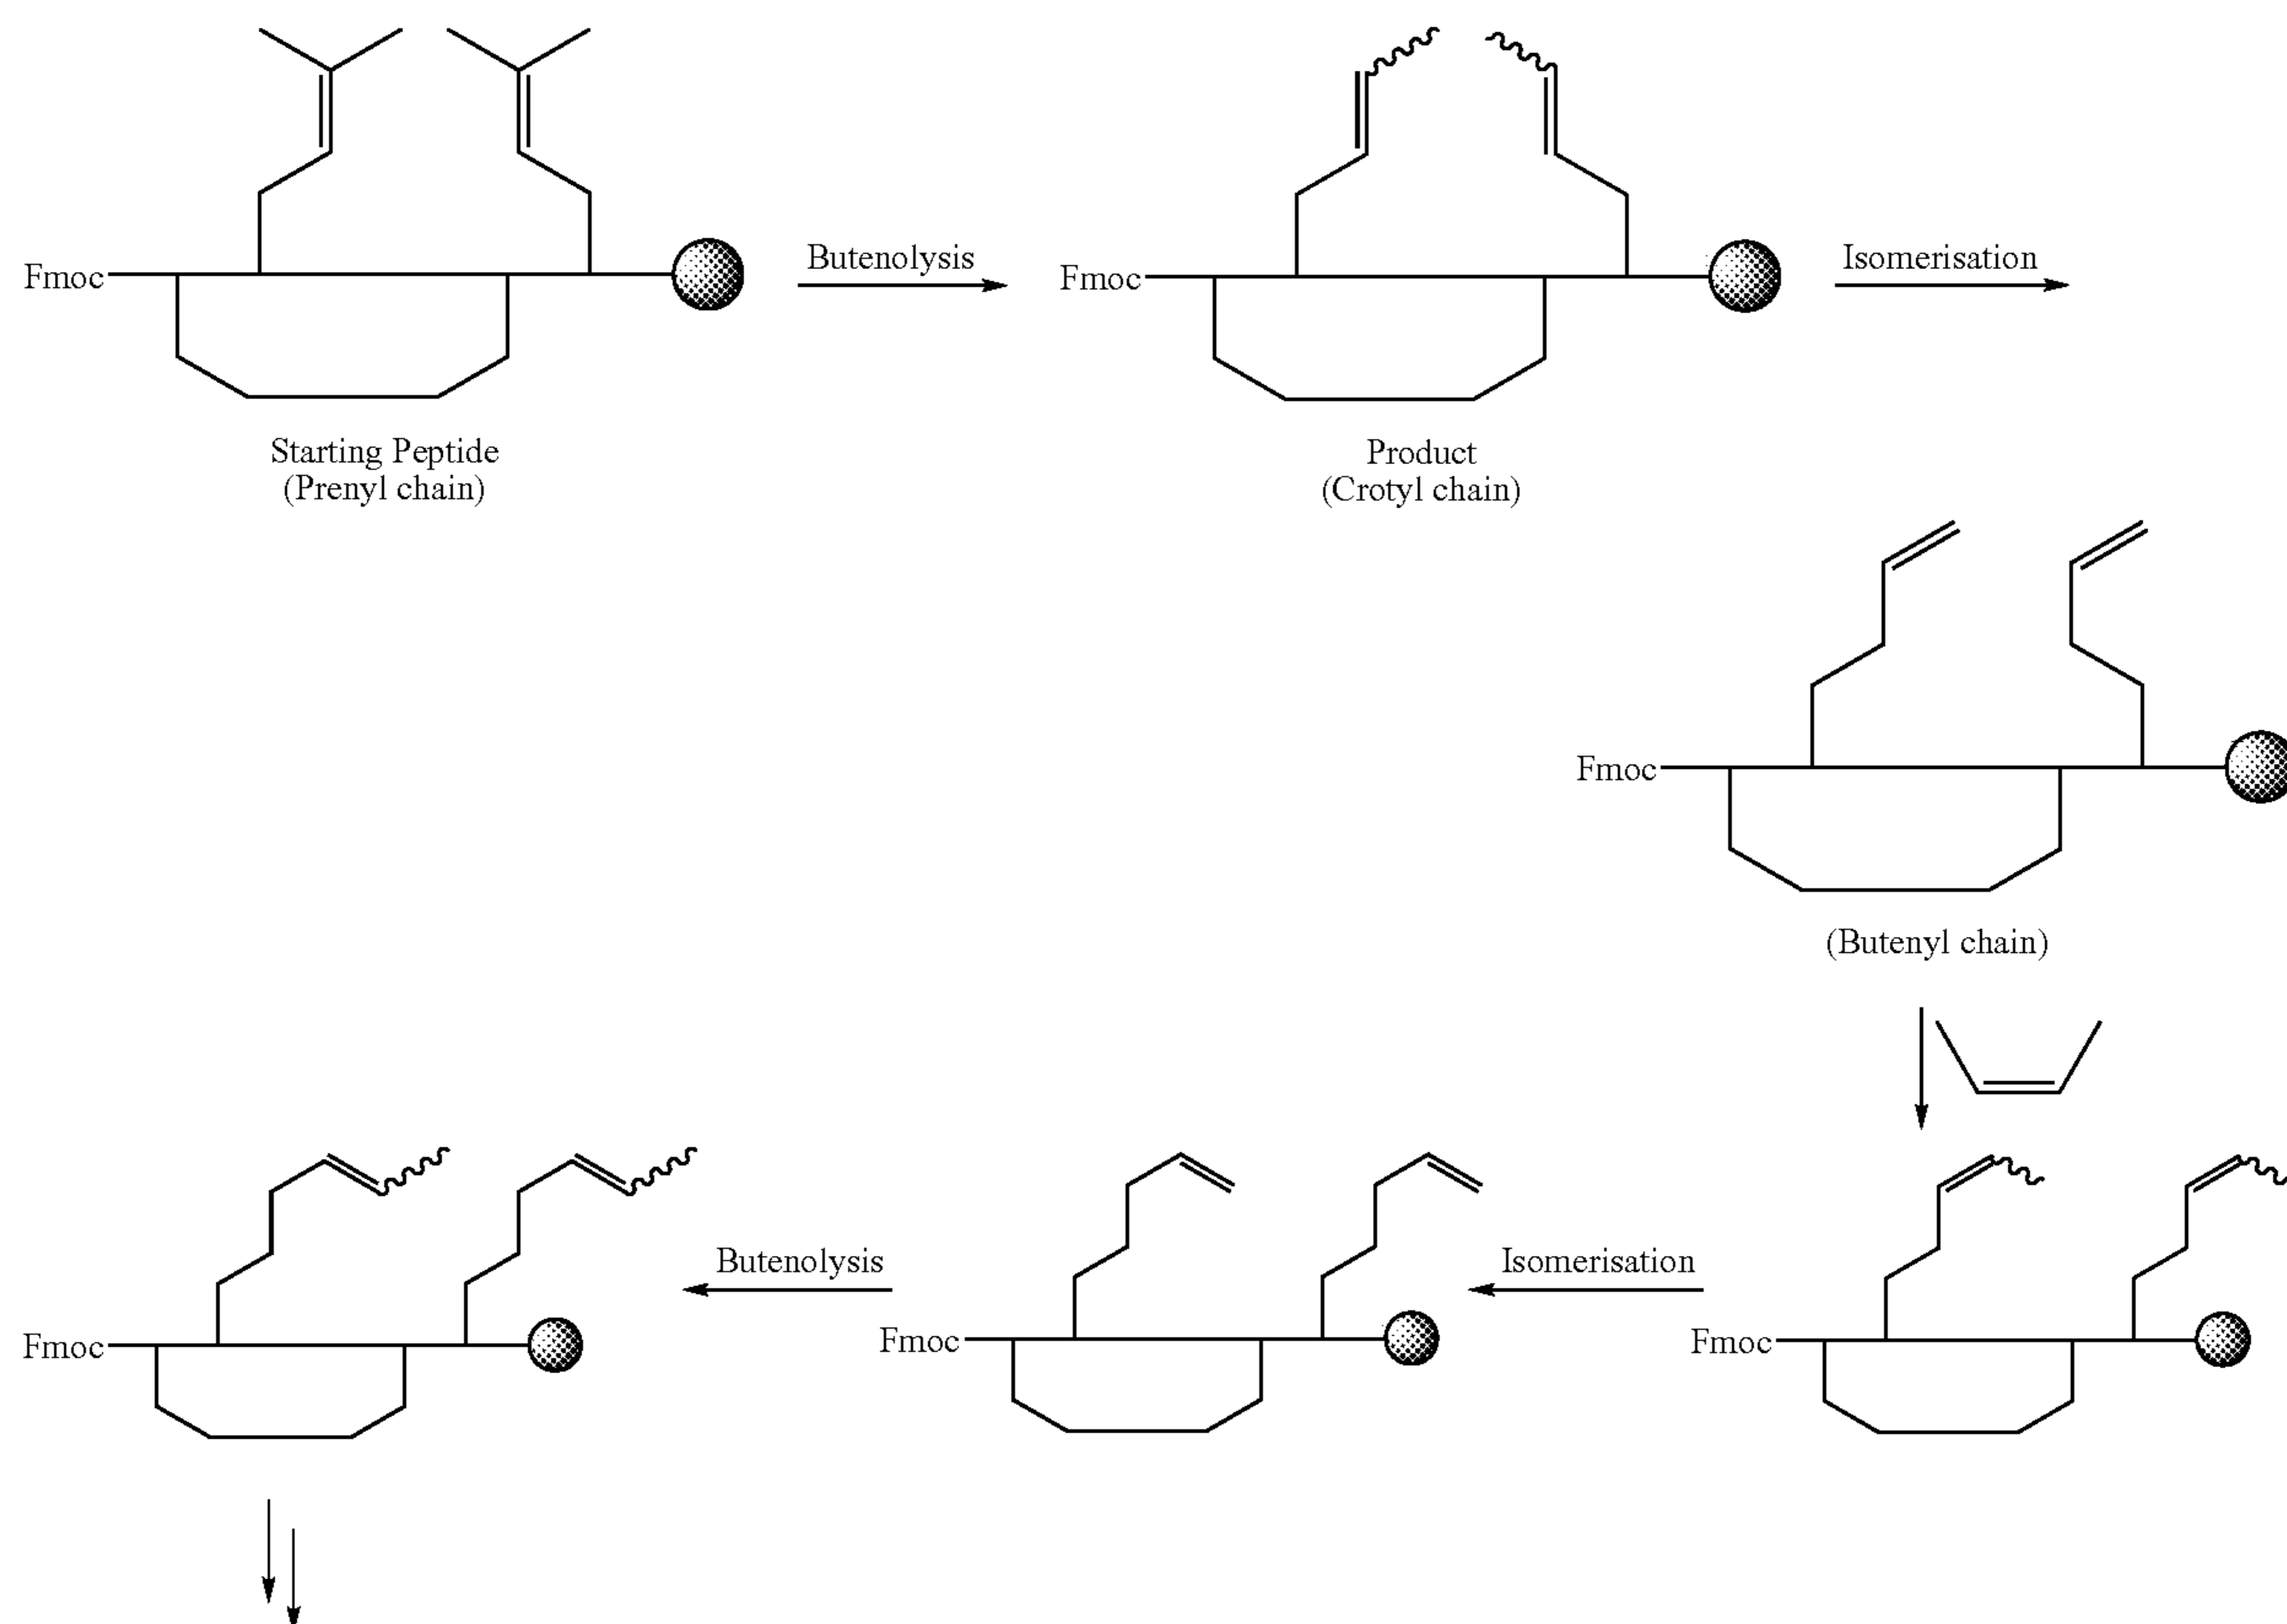 Fmoc
Butenolysis
Fmoc
Isomerisation
Starting Peptide
(Prenyl chain)
Product
(Crotyl chain)
Fmoc
(Butenyl chain)
Fmoc
Butenolysis
Fmoc
Isomerisation
Fmoc